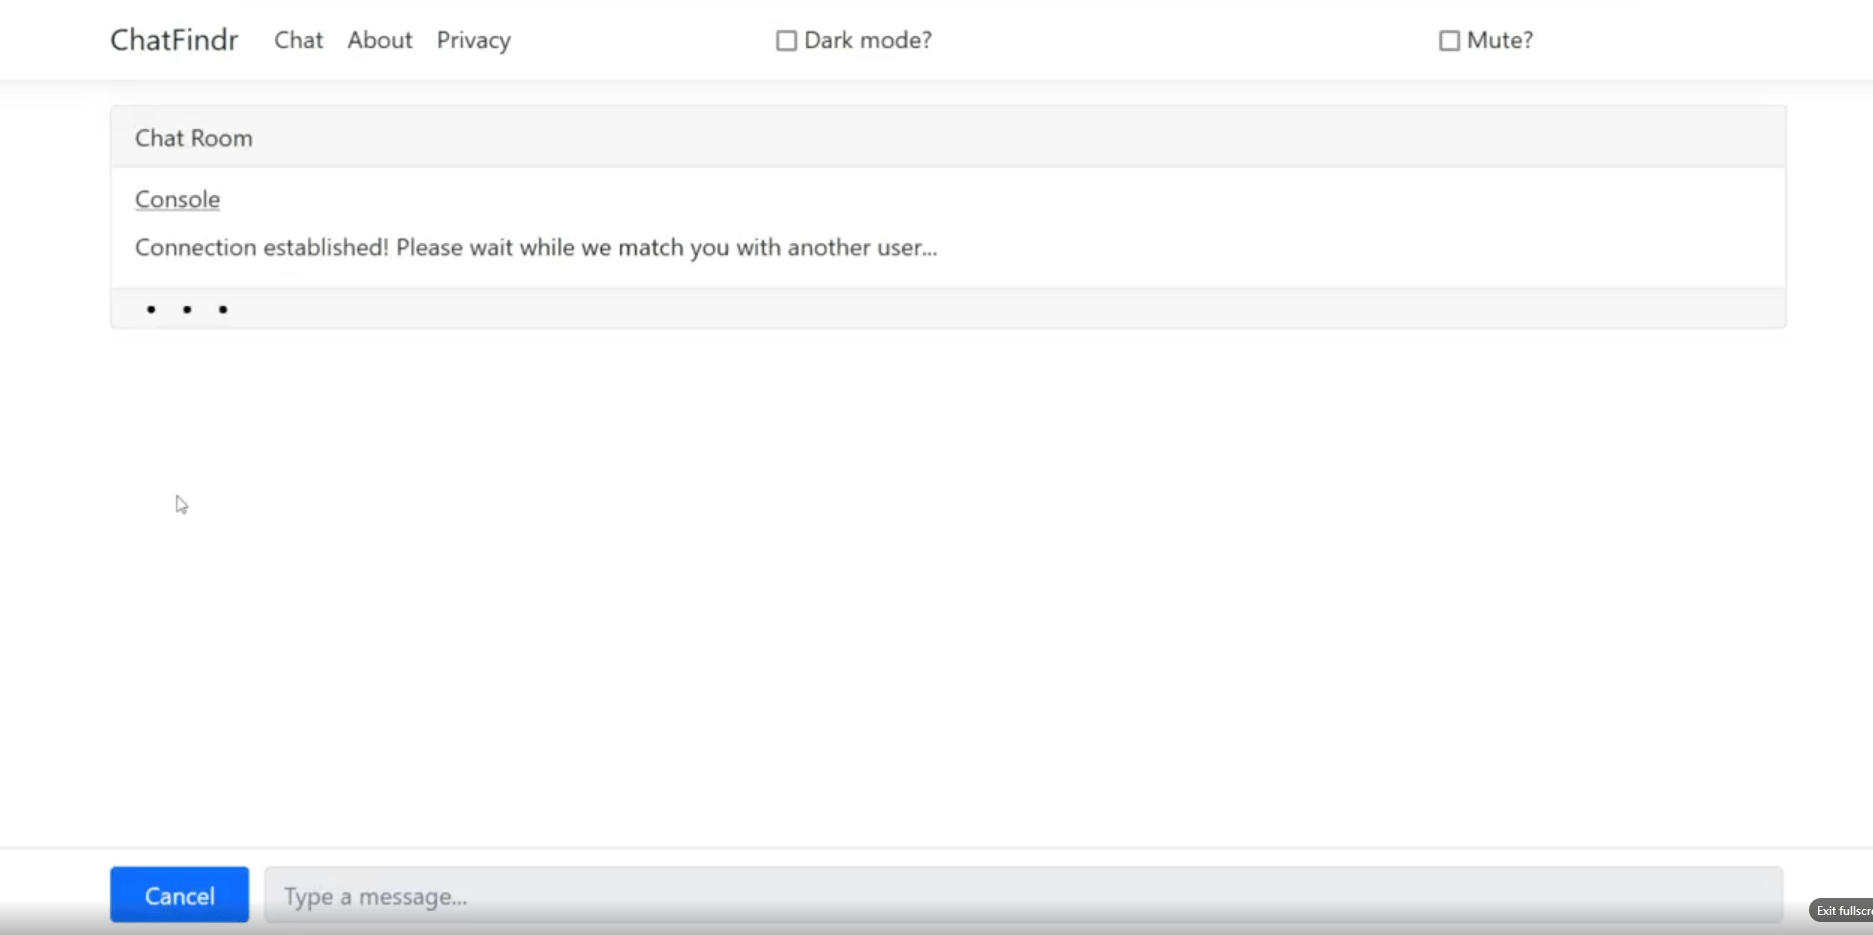 ChatFindr Chat About Privacy Dark mode? Mute?
Chat Room
Console
Connection established! Please wait while we match you with another user...
Cancel Type a message...
Exit fullscre